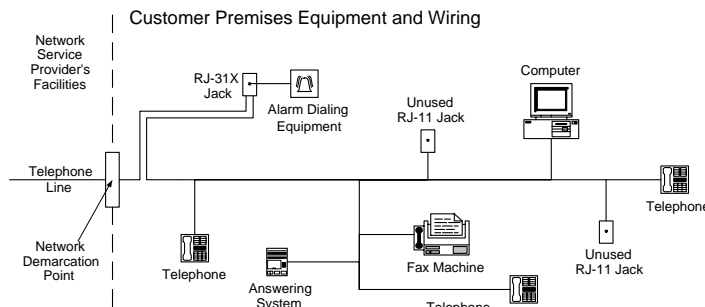 Customer Premises Equipment and Wiring
Network
Service
Provider's
Facilities
RJ-31X
Jack
Alarm Dialing
Equipment
Unused
RJ-11 Jack
Computer
Telephone
Line
Telephone
Network
Demarcation
Point
Telephone
Answering
System
Fax Machine
Telephone
Unused
RJ-11 Jack